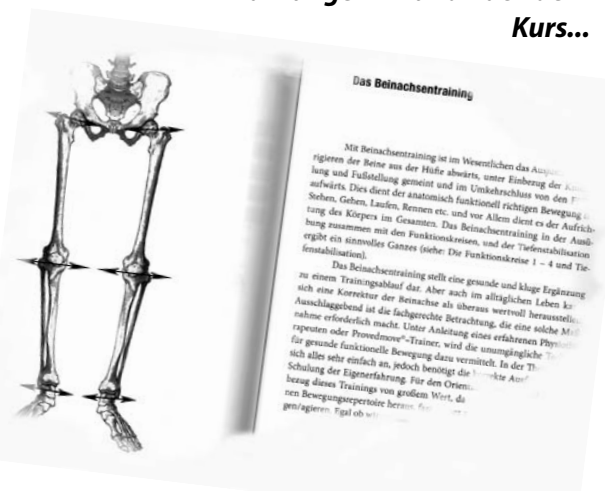 Kurs...
Das Beinachsentraining
Mit Beinachsentraining ist im Wesentlichen das
rigieren der Beine aus der Hüfte abwärts, unter Einbezug der
lung und Fußstellung gemeint und im Umkehrschluss von den
aufwärts. Dies dient der anatomisch funktionell richtigen Bewegung
Stehen, Gehen, Laufen, Rennen etc. und vor Allem dient es der Aufrich-
tung des Körpers im Gesamten. Das Beinachsentraining in der Ausü-
bung zusammen mit den Funktionskreisen, und der Tiefenstabilisation
ergibt ein sinnvolles Ganzes (siehe: Die Funktionskreise 1 – 4 und Tie-
fenstabilisation).
Das Beinachsentraining stellt eine gesunde und kluge Ergänzung
zu einem Trainingsablauf dar. Aber auch im alltäglichen Leben
sich eine Korrektur der Beinachse als überaus wertvoll
Ausschlaggebend ist die fachgerechte Betrachtung, die eine solche
nahme erforderlich macht. Unter Anleitung eines erfahrenen
rapeuten oder Provedmove®-Trainer, wird die unumgängliche
für gesunde funktionelle Bewegung dazu vermittelt. In der
sich alles sehr einfach an, jedoch benötigt die
Schulung der Eigenerfahrung. Für den
bezug dieses Trainings von großem Wert, da
nen Bewegungsrepertoire
gen/agieren. Egal ob